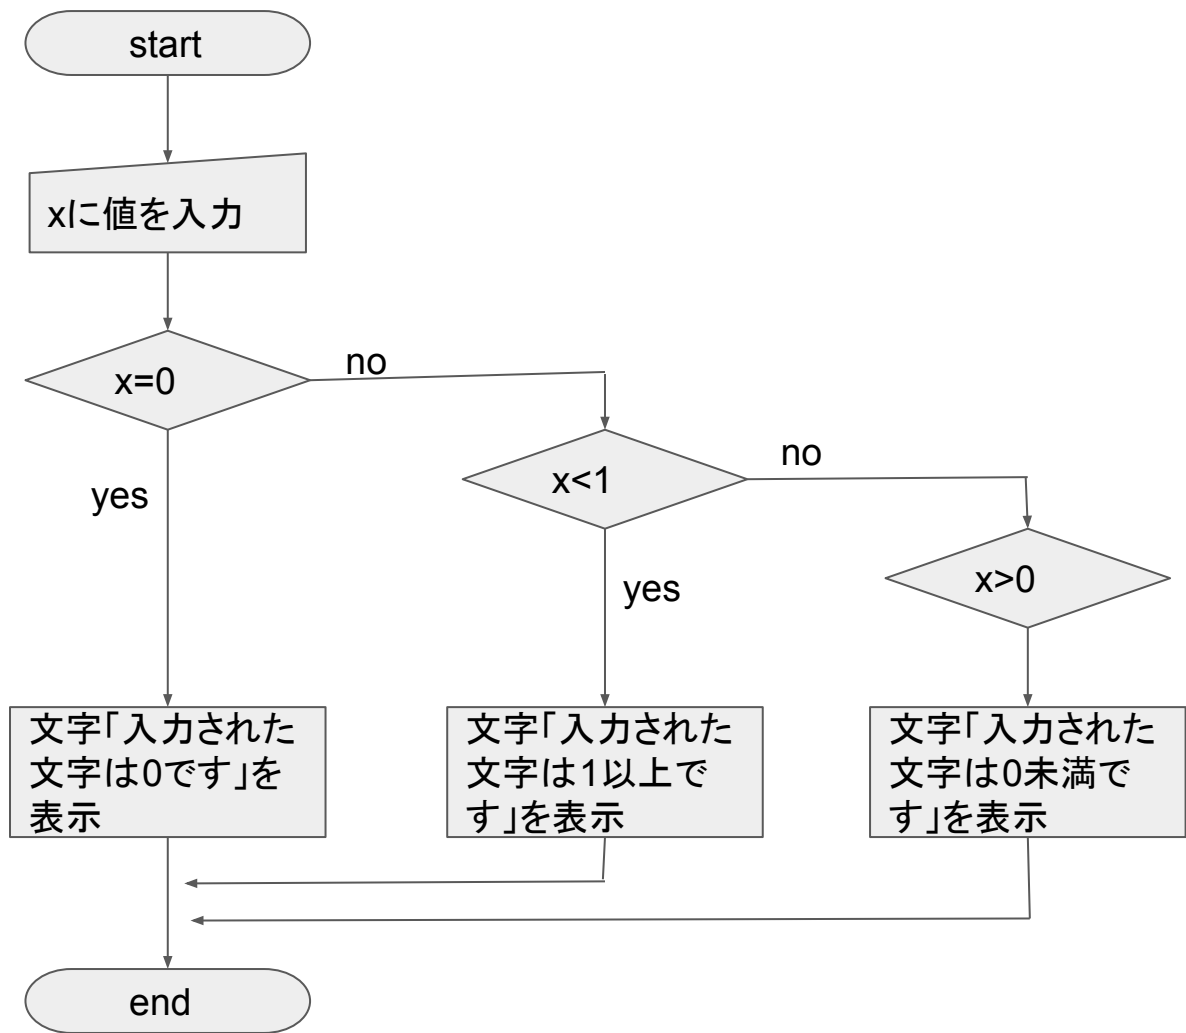 start
xに値を入力
x=0
no
yes
x<1
no
yes
x>0
文字「入力された
文字は0です」を
表示
文字「入力された
文字は1以上で
す」を表示
文字「入力された
文字は0未満で
す」を表示
end